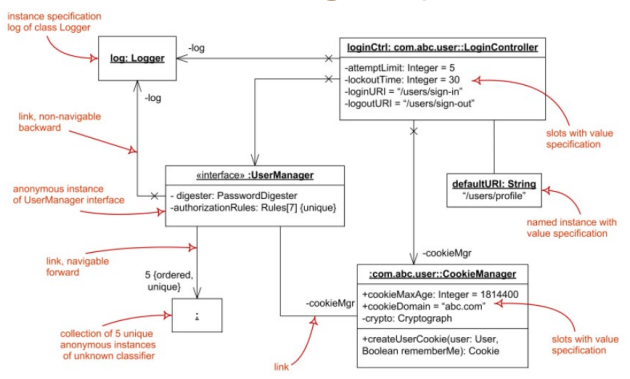 instance specification
log of class Logger
log: Logger
-log
loginCtrl: com.abc.user::LoginController
-attemptLimit: Integer = 5
-lockoutTime: Integer = 30
-loginURI = “/users/sign-in”
-logoutURI = “/users/sign-out”
-log
link, non-navigable
backward
slots with value
specification
«interface» :UserManager
- digester: PasswordDigester
-authorizationRules: Rules[7] {unique}
anonymous instance
of UserManager interface
defaultURI: String
“/users/profile”
named instance with
value specification
link, navigable
forward
-cookieMgr
5 {ordered,
unique}
:com.abc.user::CookieManager
+cookieMaxAge: Integer = 1814400
+cookieDomain = “abc.com”
-crypto: Cryptograph
+createUserCookie(user: User,
Boolean rememberMe): Cookie
-cookieMgr
:
collection of 5 unique
anonymous instances
of unknown classifier
link
slots with value
specification